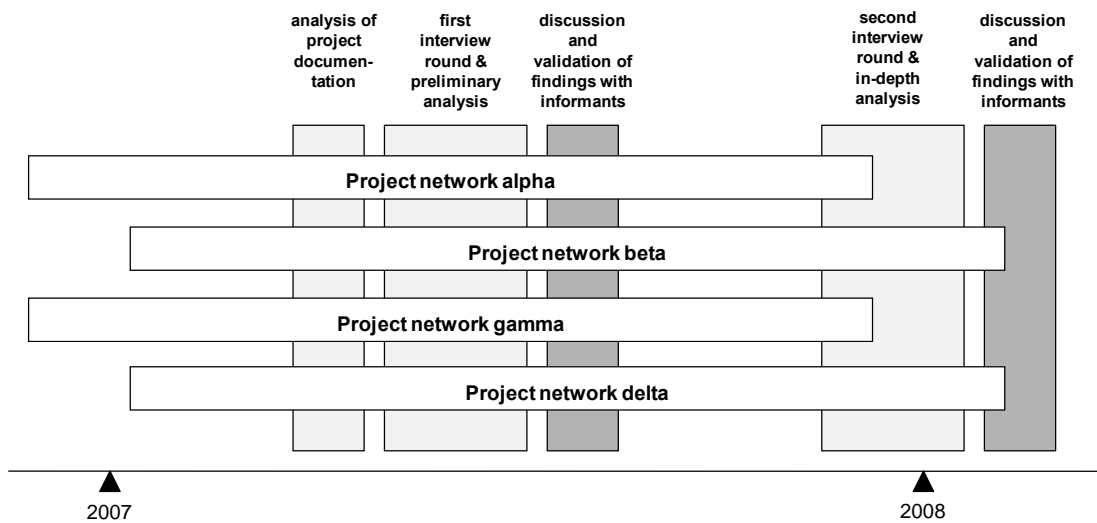 analysis of
project
documen-
tation
first
interview
round &
preliminary
analysis
discussion
and
validation of
findings with
informants
second
interview
round &
in-depth
analysis
discussion
and
validation of
findings with
informants
Project network alpha
Project network beta
Project network gamma
Project network delta
2007
2008